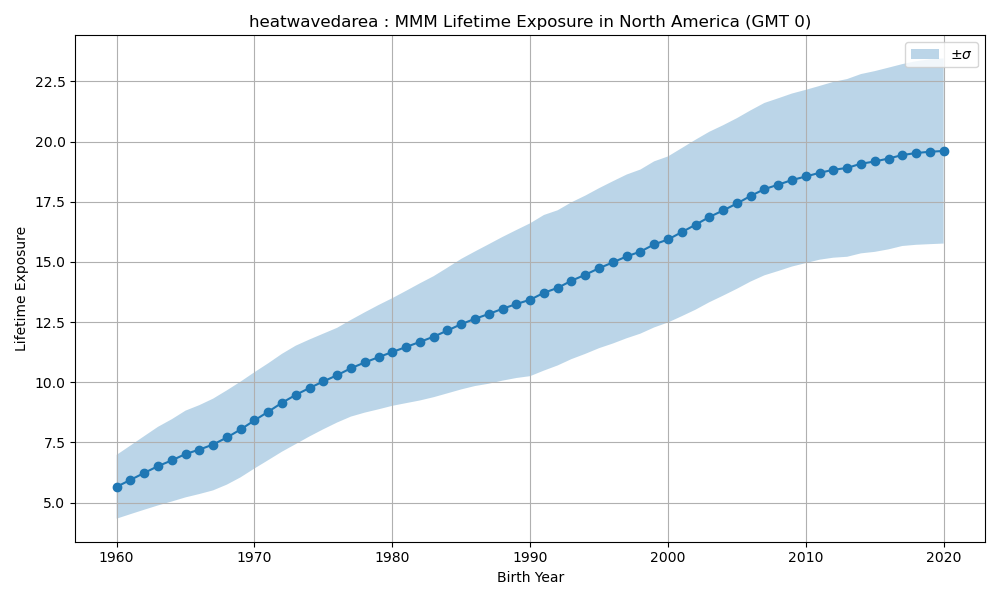 heatwavedarea : MMM Lifetime Exposure in North America (GMT 0)
±σ
Lifetime Exposure
22.5
20.0
17.5
15.0
12.5
10.0
7.5
5.0
1960 1970 1980 1990 2000 2010 2020
Birth Year